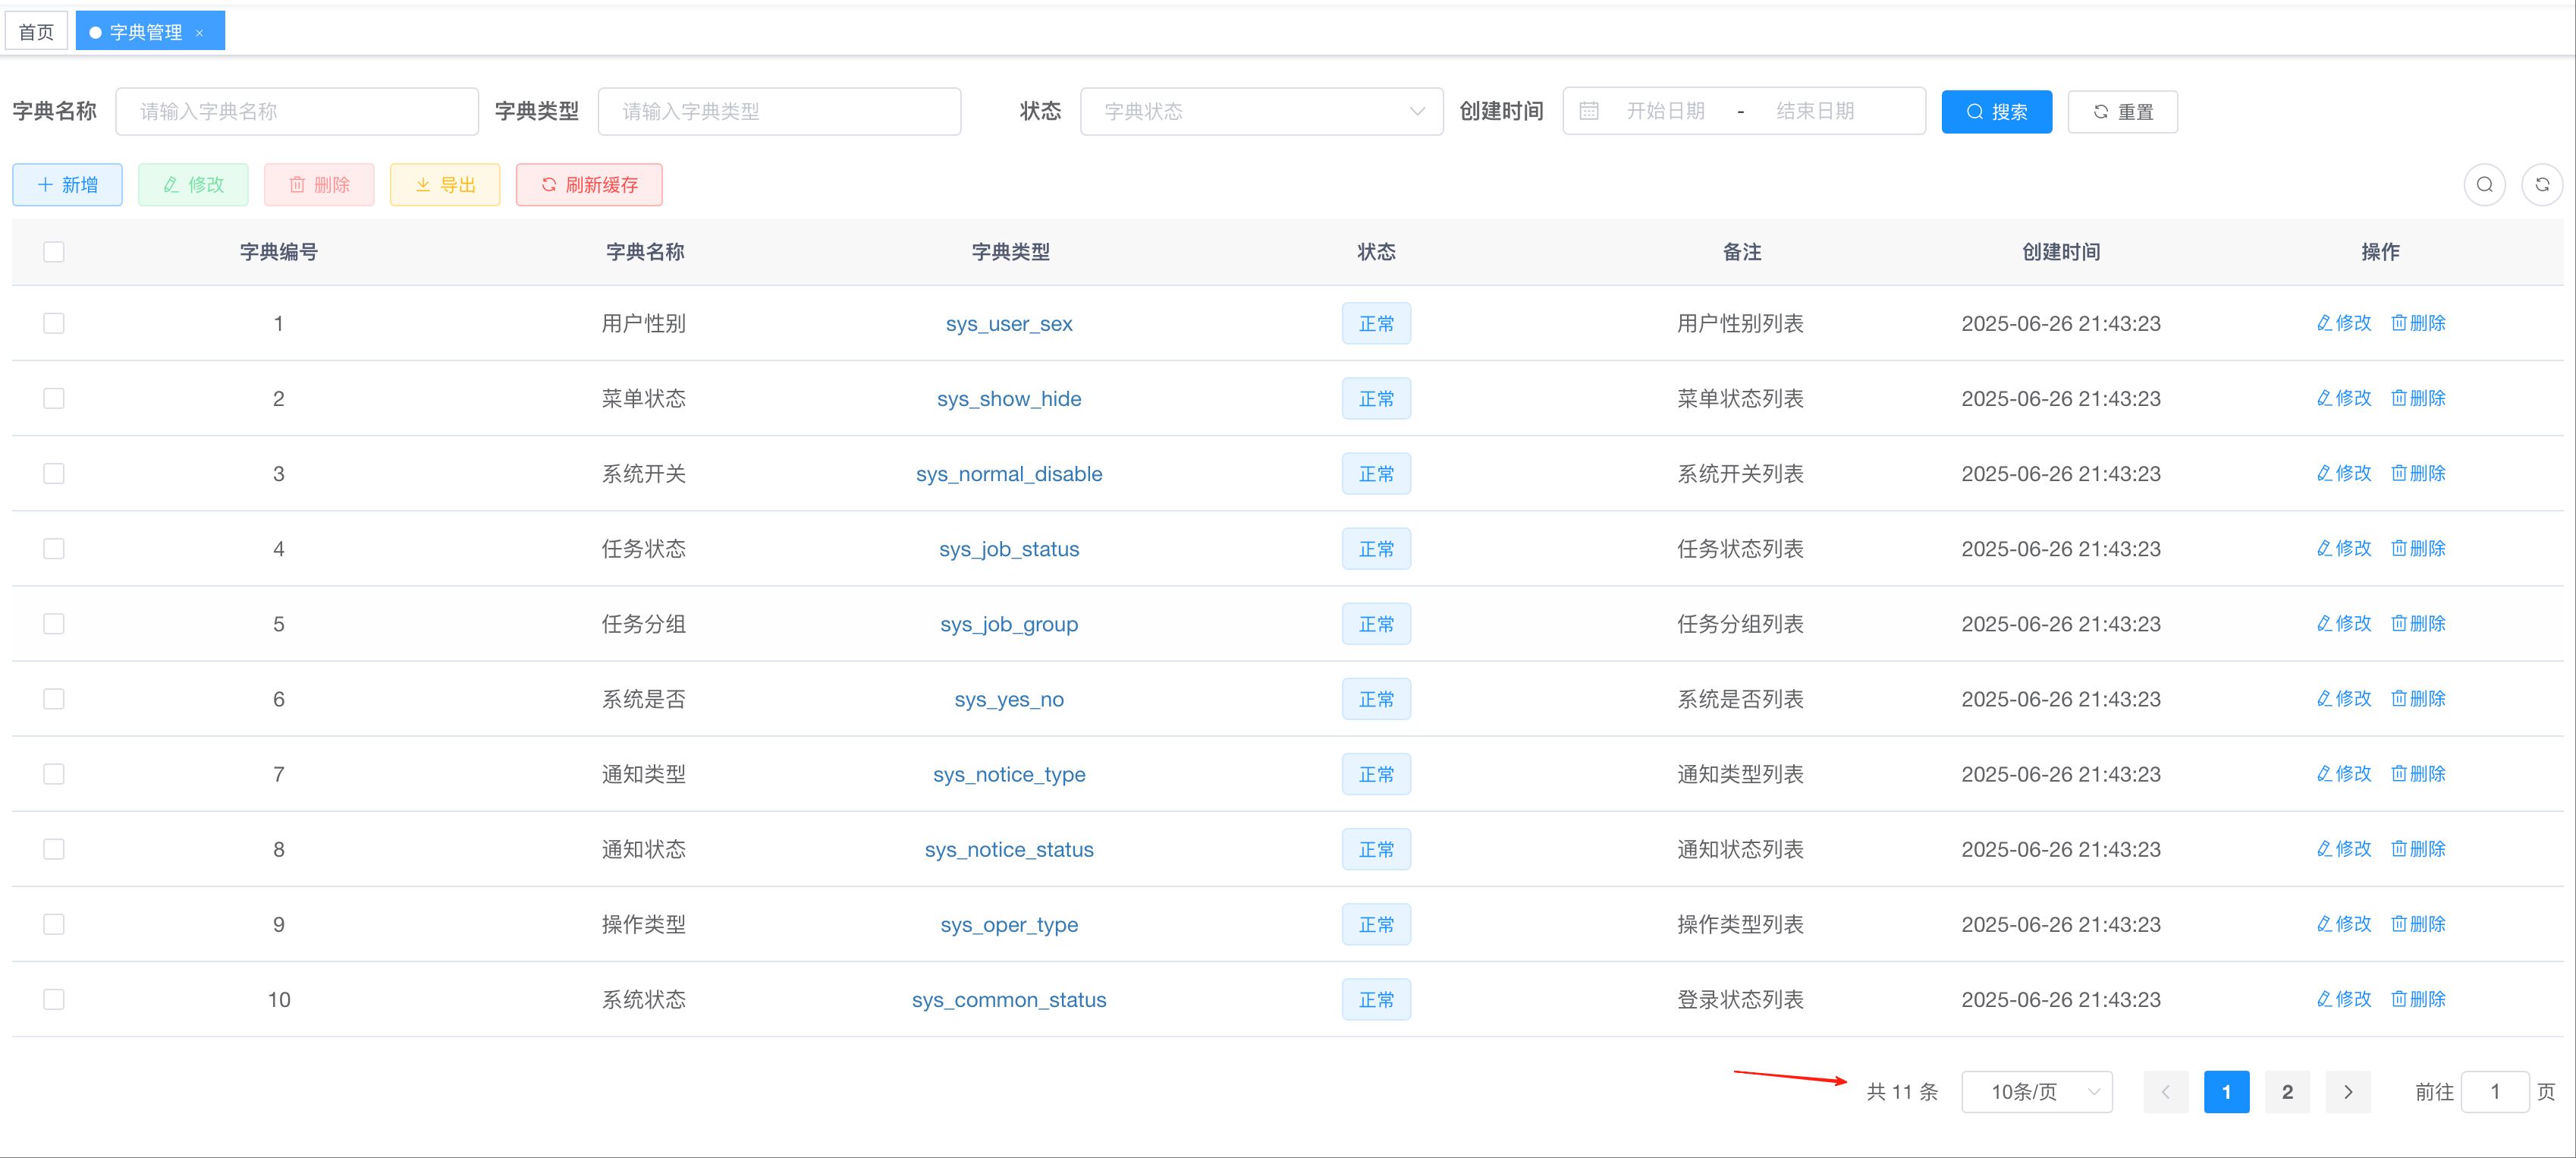 首页 字典管理 ×
字典名称 请输入字典名称 字典类型 请输入字典类型 状态 字典状态 创建时间 开始日期 - 结束日期 搜索 重置
新增 修改 删除 导出 刷新缓存
字典编号 字典名称 字典类型 状态 备注 创建时间 操作
1 用户性别 sys_user_sex 正常 用户性别列表 2025-06-26 21:43:23 修改 删除
2 菜单状态 sys_show_hide 正常 菜单状态列表 2025-06-26 21:43:23 修改 删除
3 系统开关 sys_normal_disable 正常 系统开关列表 2025-06-26 21:43:23 修改 删除
4 任务状态 sys_job_status 正常 任务状态列表 2025-06-26 21:43:23 修改 删除
5 任务分组 sys_job_group 正常 任务分组列表 2025-06-26 21:43:23 修改 删除
6 系统是否 sys_yes_no 正常 系统是否列表 2025-06-26 21:43:23 修改 删除
7 通知类型 sys_notice_type 正常 通知类型列表 2025-06-26 21:43:23 修改 删除
8 通知状态 sys_notice_status 正常 通知状态列表 2025-06-26 21:43:23 修改 删除
9 操作类型 sys_oper_type 正常 操作类型列表 2025-06-26 21:43:23 修改 删除
10 系统状态 sys_common_status 正常 登录状态列表 2025-06-26 21:43:23 修改 删除
共 11 条 10条/页 1 2 前往 1 页